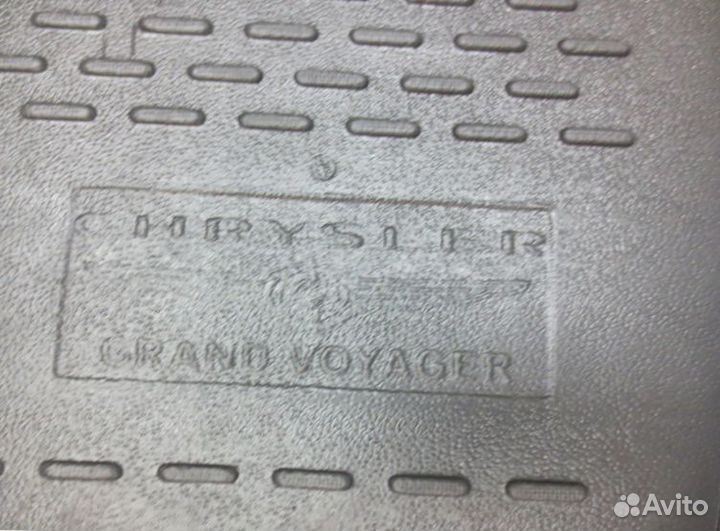 CHRYSLER
GRAND VOYAGER
Avito